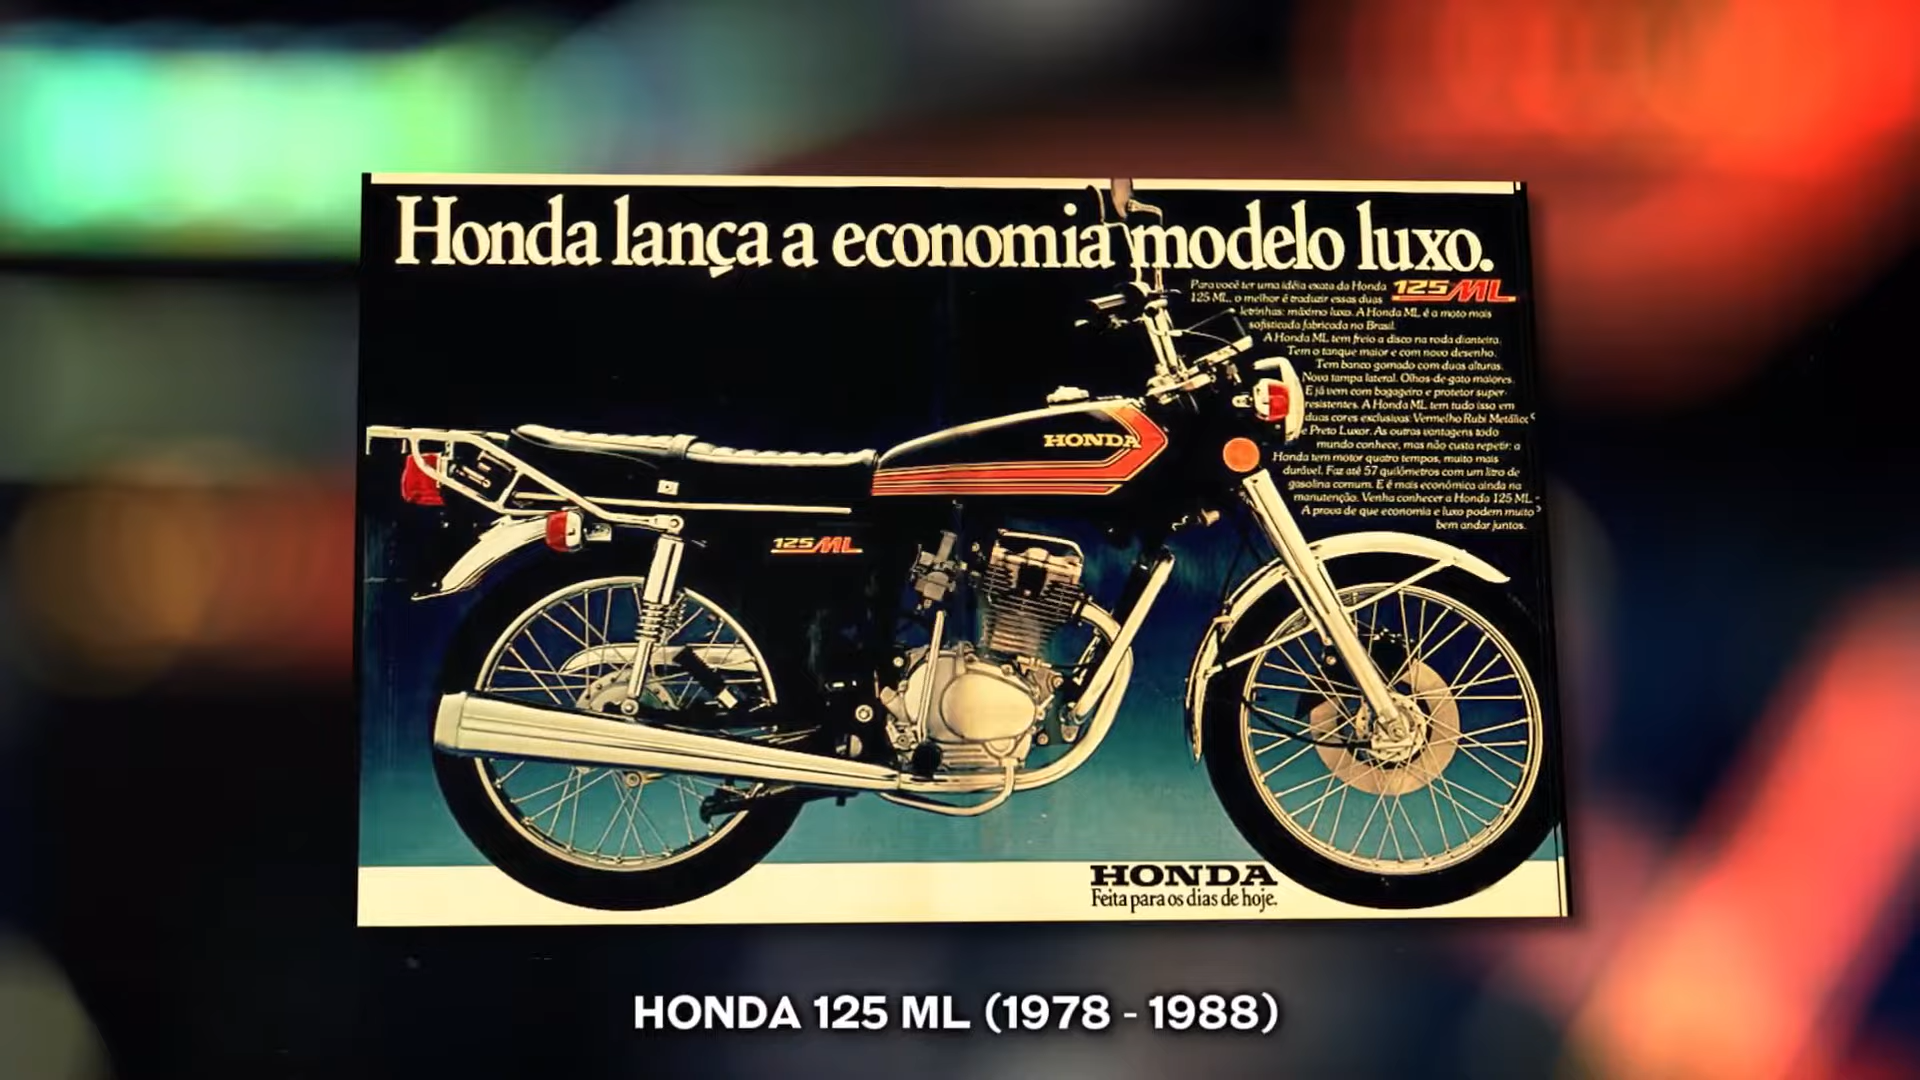 Honda lança a economia modelo luxo.
Para você ter uma idéia exata da Honda 125 ML
125 ML, o melhor é traduzir essas duas
letrinhas: máximo luxo. A Honda ML é a moto mais
sofisticada fabricada no Brasil.
A Honda ML tem freio a disco na roda dianteira.
Tem o tanque maior e com novo desenho.
Tem banco gomado com duas alturas.
Nova tampa lateral. Olhos-de-gato maiores.
E já vem com bagageiro e protetor super-
resistentes. A Honda ML tem tudo isso em
duas cores exclusivas: Vermelho Rubi Metálico
e Preto Luxor. As outras vantagens todo
mundo conhece, mas não custa repetir: a
Honda tem motor quatro tempos, muito mais
durável. Faz até 57 quilômetros com um litro de
gasolina comum. E é mais econômica ainda na
manutenção. Venha conhecer a Honda 125 ML.
A prova de que economia e luxo podem muito
bem andar juntos.
HONDA
125 ML
HONDA
Feita para os dias de hoje.
HONDA 125 ML (1978 - 1988)